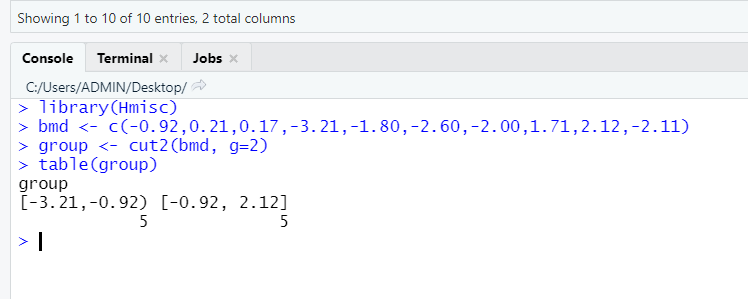 Showing 1 to 10 of 10 entries, 2 total columns
Console Terminal × Jobs ×
C:/Users/ADMIN/Desktop/
> library(Hmisc)
> bmd <- c(-0.92,0.21,0.17,-3.21,-1.80,-2.60,-2.00,1.71,2.12,-2.11)
> group <- cut2(bmd, g=2)
> table(group)
group
[-3.21,-0.92) [-0.92, 2.12]
5 5
>